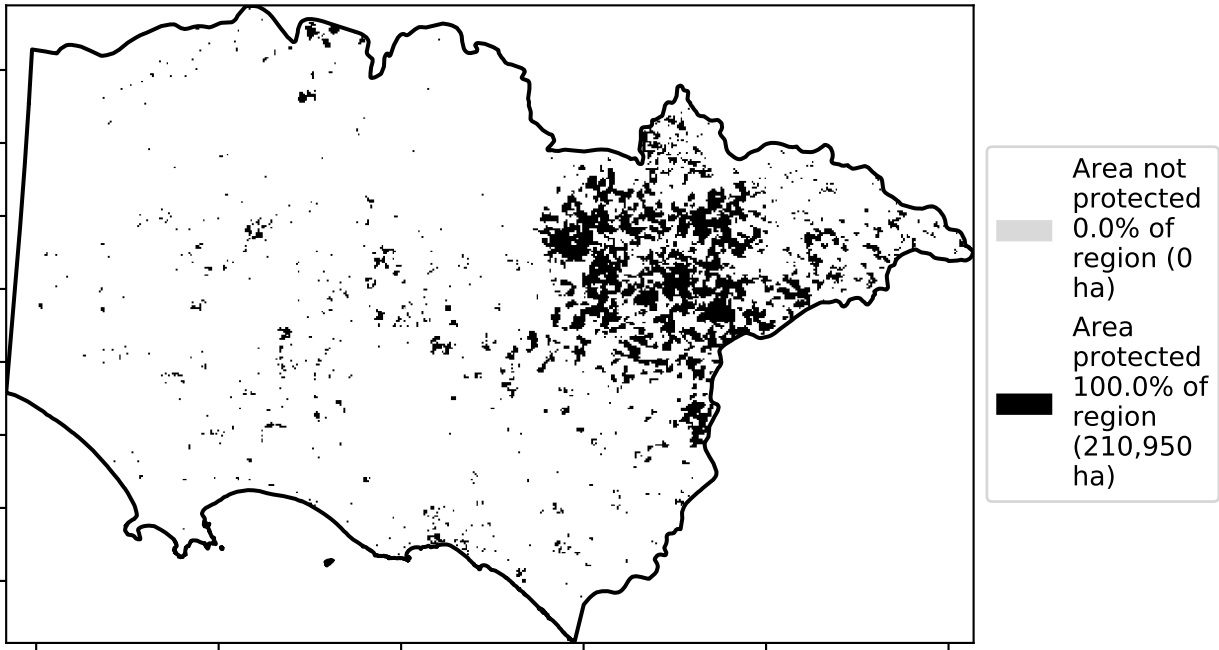 Area not
protected
0.0% of
region (0
ha)
Area
protected
100.0% of
region
(210,950
ha)